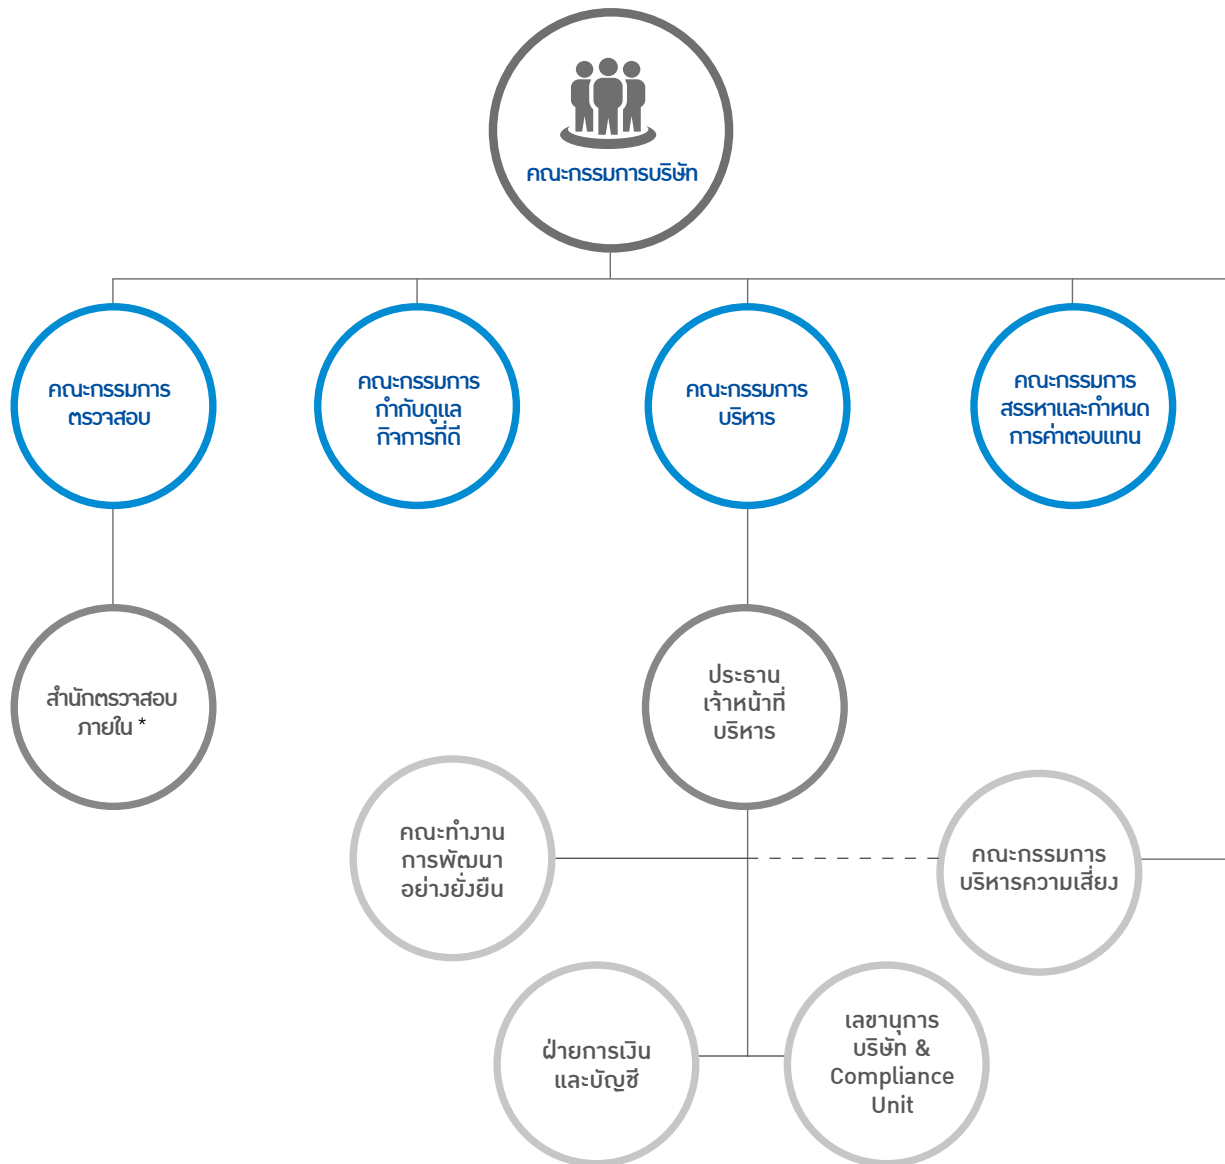 คณะกรรมการบริษัท
คณะกรรมการ
ตรวจสอบ
คณะกรรมการ
กำกับดูแล
กิจการที่ดี
คณะกรรมการ
บริหาร
คณะกรรมการ
สรรหาและกำหนด
การค่าตอบแทน
สำนักตรวจสอบ
ภายใน *
ประธาน
เจ้าหน้าที่
บริหาร
คณะทำงาน
การพัฒนา
อย่างยั่งยืน
คณะกรรมการ
บริหารความเสี่ยง
ฝ่ายการเงิน
และบัญชี
เลขานุการ
บริษัท &
Compliance
Unit